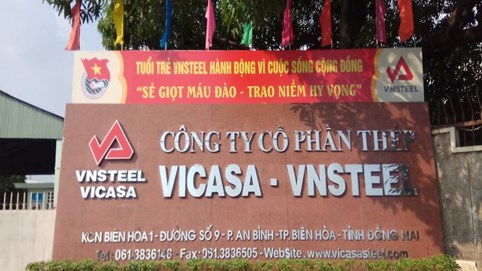 TUỔI TRẺ VNSTEEL HÀNH ĐỘNG VÌ CUỘC SỐNG CỘNG ĐỒNG
"SẺ GIỌT MÁU ĐÀO - TRAO NIỀM HY VỌNG"
VNSTEEL
VNSTEEL
VICASA
CÔNG TY CỔ PHẦN THÉP
VICASA - VNSTEEL
KCN BIÊN HÒA 1 - ĐƯỜNG SỐ 9 - P. AN BÌNH - TP. BIÊN HÒA - TỈNH ĐỒNG NAI
Tel: 061 3836148 Fax: 061.3836505 - Website: www.vicasasteel.com